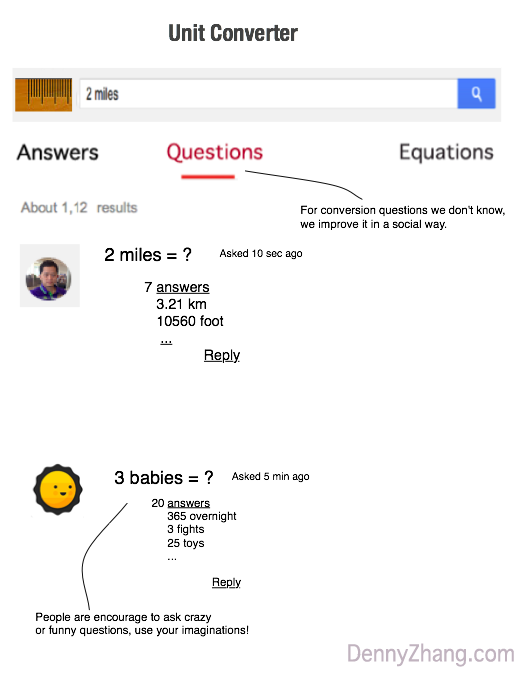 Unit Converter
2 miles
Answers Questions Equations
About 1,12 results
For conversion questions we don't know,
we improve it in a social way.
2 miles = ? Asked 10 sec ago
7 answers
3.21 km
10560 foot
...
Reply
3 babies = ? Asked 5 min ago
20 answers
365 overnight
3 fights
25 toys
...
Reply
People are encourage to ask crazy
or funny questions, use your imaginations!
DennyZhang.com